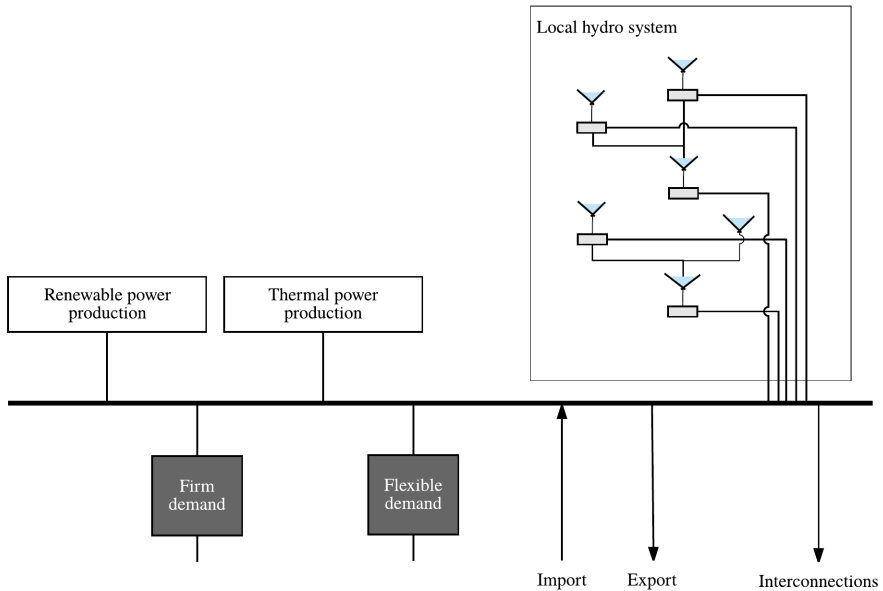 Local hydro system
Renewable power
production
Thermal power
production
Firm
demand
Flexible
demand
Import
Export
Interconnections